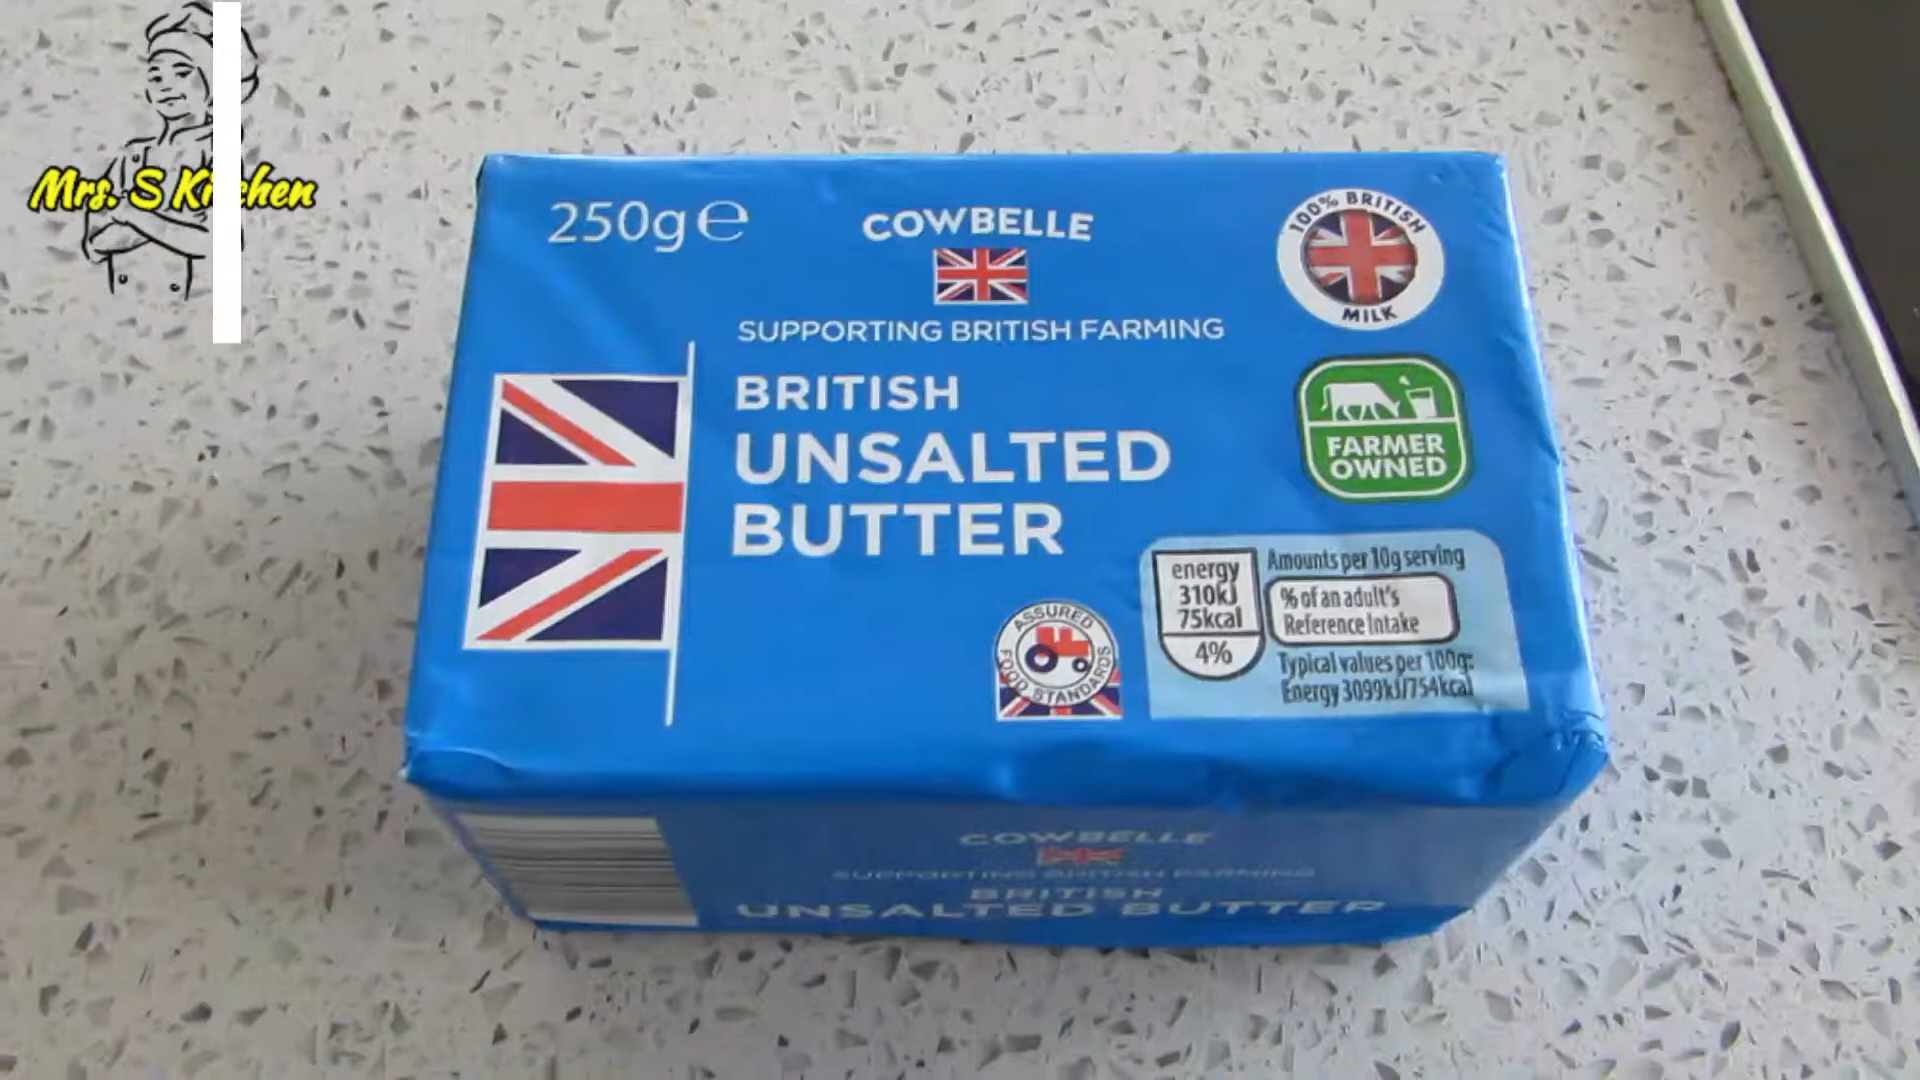 Mrs. S Kitchen
250g e
COWBELLE
SUPPORTING BRITISH FARMING
BRITISH
UNSALTED
BUTTER
100% BRITISH
MILK
FARMER
OWNED
ASSURED
FOOD STANDARDS
energy
310kJ
75kcal
4%
Amounts per 10g serving
% of an adult's
Reference Intake
Typical values per 100g:
Energy 3099kJ/754kcal
COWBELLE
SUPPORTING BRITISH FARMING
BRITISH
UNSALTED BUTTER